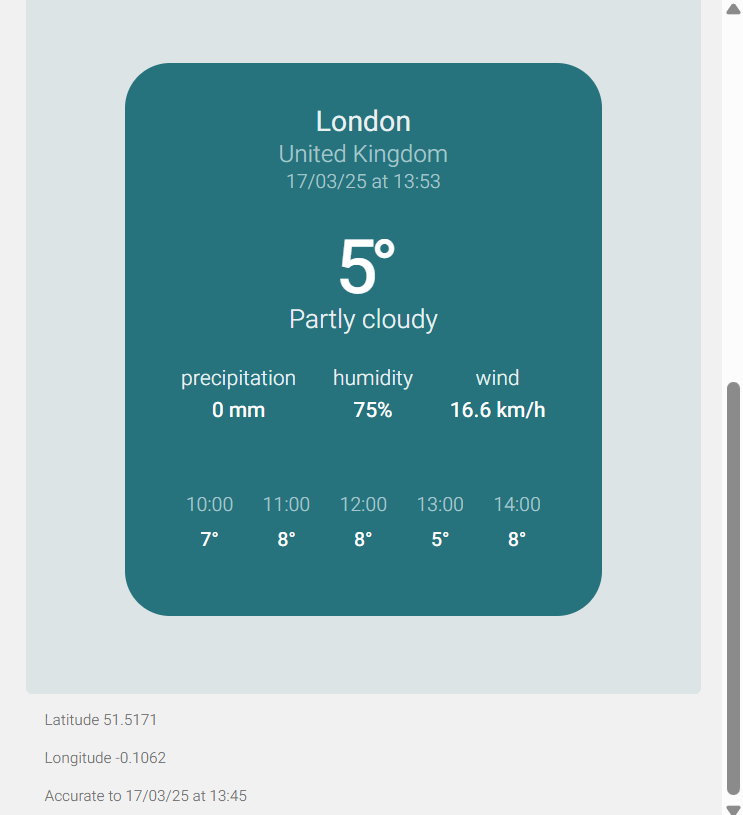 London
United Kingdom
17/03/25 at 13:53
5°
Partly cloudy
precipitation humidity wind
0 mm 75% 16.6 km/h
10:00 11:00 12:00 13:00 14:00
7° 8° 8° 5° 8°
Latitude 51.5171
Longitude -0.1062
Accurate to 17/03/25 at 13:45